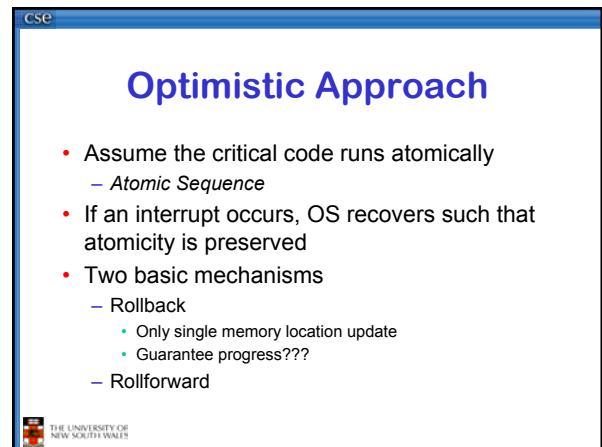 cse
Optimistic Approach
• Assume the critical code runs atomically
– Atomic Sequence
• If an interrupt occurs, OS recovers such that
atomicity is preserved
• Two basic mechanisms
– Rollback
• Only single memory location update
• Guarantee progress???
– Rollforward
THE UNIVERSITY OF
NEW SOUTH WALES